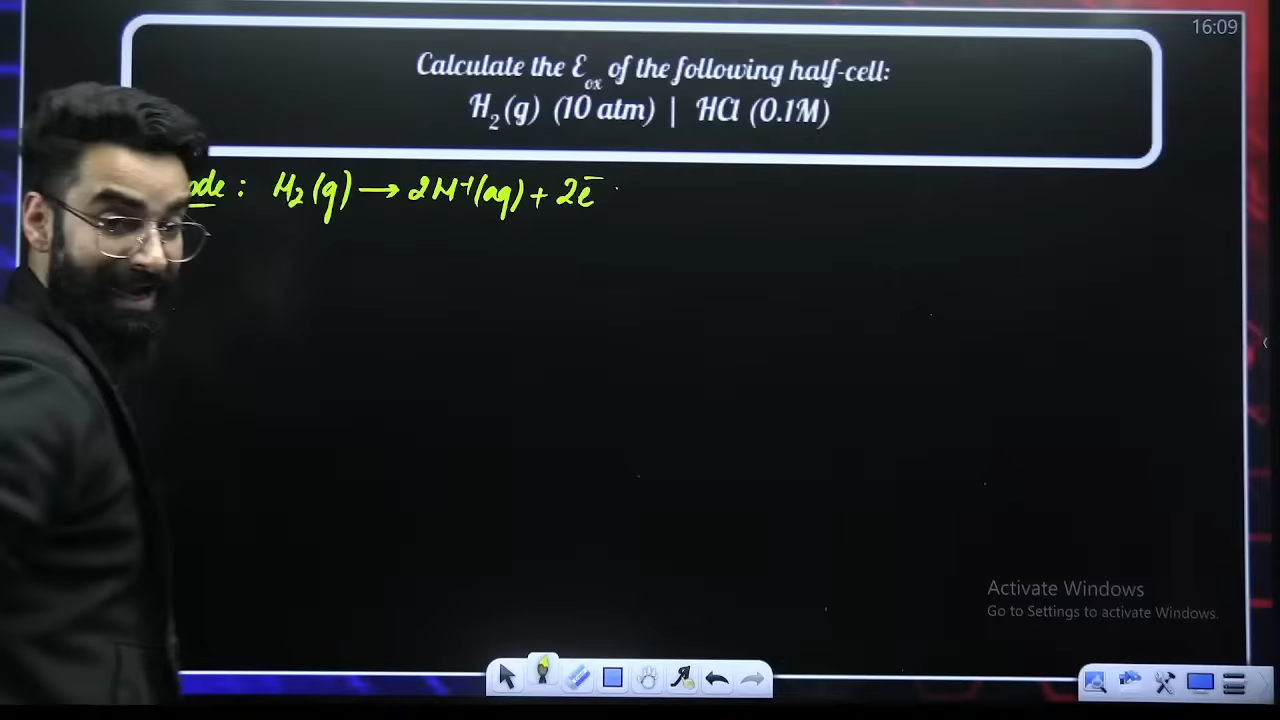 16:09
Calculate the Ɛox of the following half-cell:
H₂(g) (10 atm) | HCl (0.1M)
ode : H₂(g) ⟶ 2H⁺(aq) + 2e⁻
Activate Windows
Go to Settings to activate Windows.